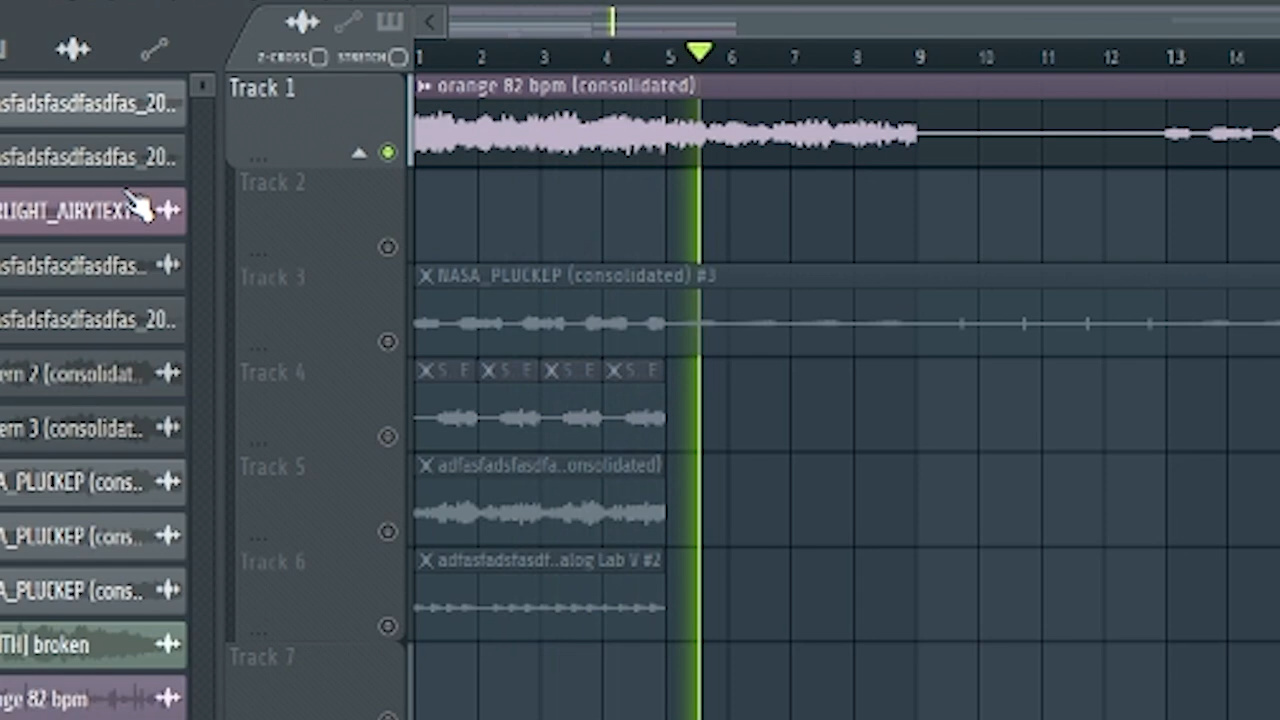 Z-CROSS STRETCH
1 2 3 4 5 6 7 8 9 10 11 12 13 14
sfadsfasdfasdfas_20..
sfadsfasdfasdfas_20..
RLIGHT_AIRYTEXT
sfadsfasdfasdfas..
sfadsfasdfasdfas_20..
ern 2 (consolidat..
ern 3 (consolidat..
A_PLUCKEP (cons..
A_PLUCKEP (cons..
A_PLUCKEP (cons..
TH] broken
nge 82 bpm
Track 1
orange 82 bpm (consolidated)
Track 2
Track 3
NASA_PLUCKEP (consolidated) #3
Track 4
S E S E S E S E
Track 5
adfasfadsfasdfa..onsolidated)
Track 6
adfasfadsfasdf..alog Lab V #2
Track 7